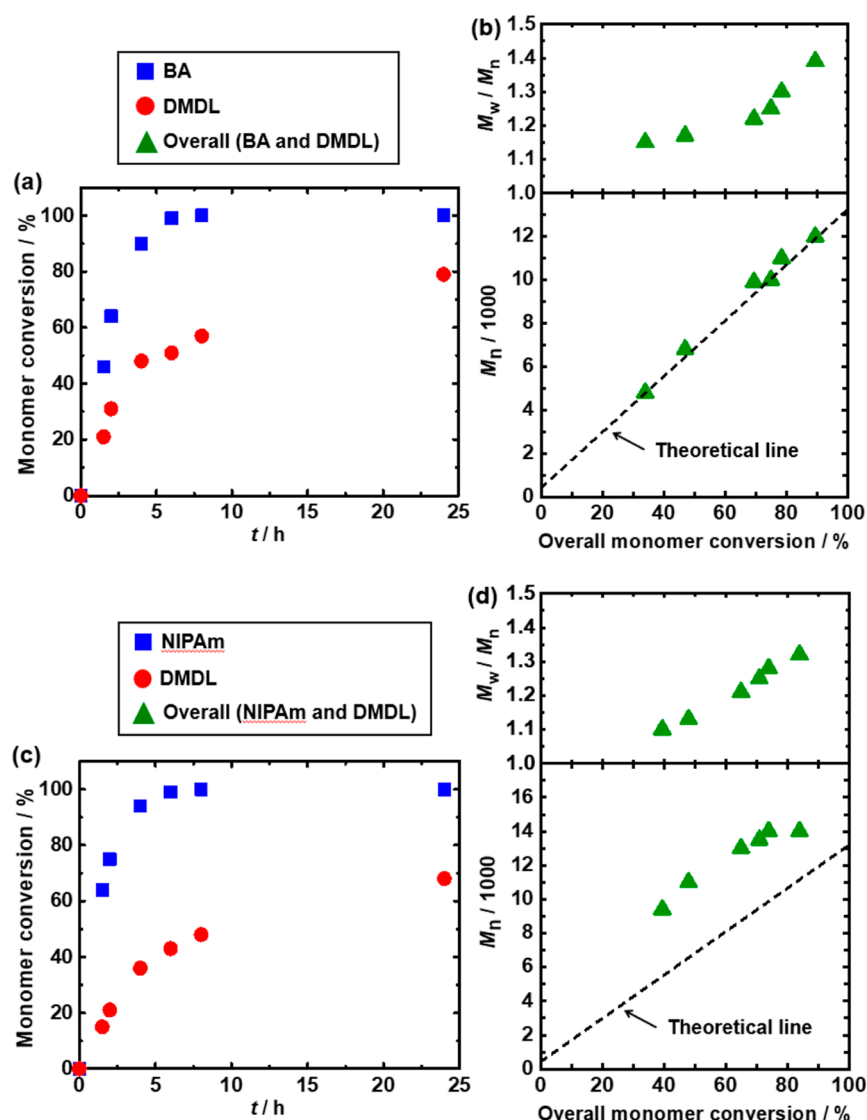 BA
DMDL
Overall (BA and DMDL)
(a)
Monomer conversion / %
100
80
60
40
20
0
0 5 10 15 20 25
t / h
(b)
Mw / Mn
1.5
1.4
1.3
1.2
1.1
1.0
Mn / 1000
12
10
8
6
4
2
0
Theoretical line
0 20 40 60 80 100
Overall monomer conversion / %
NIPAm
DMDL
Overall (NIPAm and DMDL)
(c)
Monomer conversion / %
100
80
60
40
20
0
0 5 10 15 20 25
t / h
(d)
Mw / Mn
1.5
1.4
1.3
1.2
1.1
1.0
Mn / 1000
16
14
12
10
8
6
4
2
0
Theoretical line
0 20 40 60 80 100
Overall monomer conversion / %